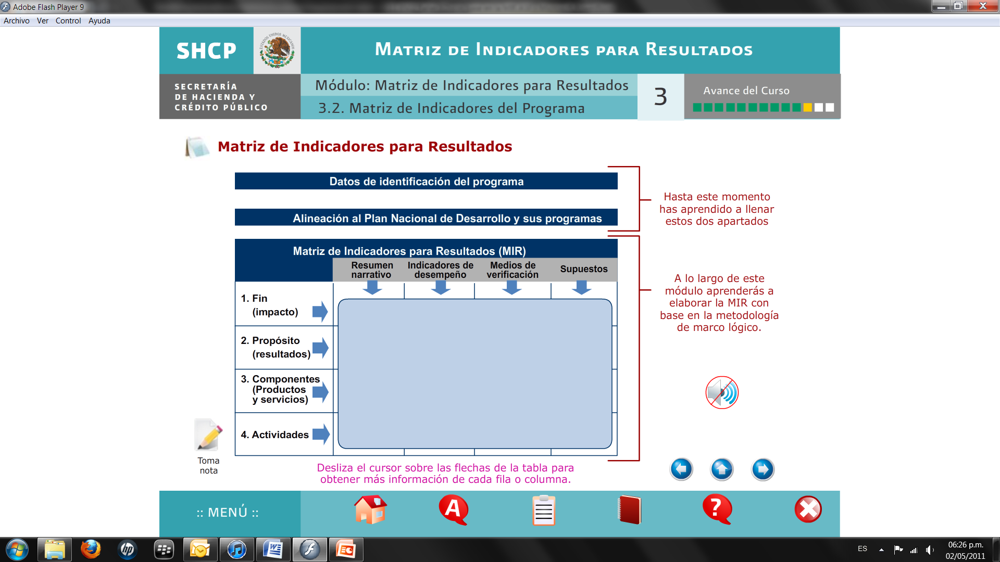 Adobe Flash Player 9
Archivo Ver Control Ayuda
SHCP
ESTADOS UNIDOS MEXICANOS
MATRIZ DE INDICADORES PARA RESULTADOS
SECRETARÍA
DE HACIENDA Y
CRÉDITO PÚBLICO
Módulo: Matriz de Indicadores para Resultados
3.2. Matriz de Indicadores del Programa
3
Avance del Curso
Matriz de Indicadores para Resultados
Datos de identificación del programa
Alineación al Plan Nacional de Desarrollo y sus programas
Hasta este momento
has aprendido a llenar
estos dos apartados
Matriz de Indicadores para Resultados (MIR)
Resumen
narrativo
Indicadores de
desempeño
Medios de
verificación
Supuestos
1. Fin
(impacto)
2. Propósito
(resultados)
3. Componentes
(Productos
y servicios)
4. Actividades
A lo largo de este
módulo aprenderás a
elaborar la MIR con
base en la metodología
de marco lógico.
Toma
nota
Desliza el cursor sobre las flechas de la tabla para
obtener más información de cada fila o columna.
:: MENÚ ::
A
?
hp
W
ES
06:26 p.m.
02/05/2011